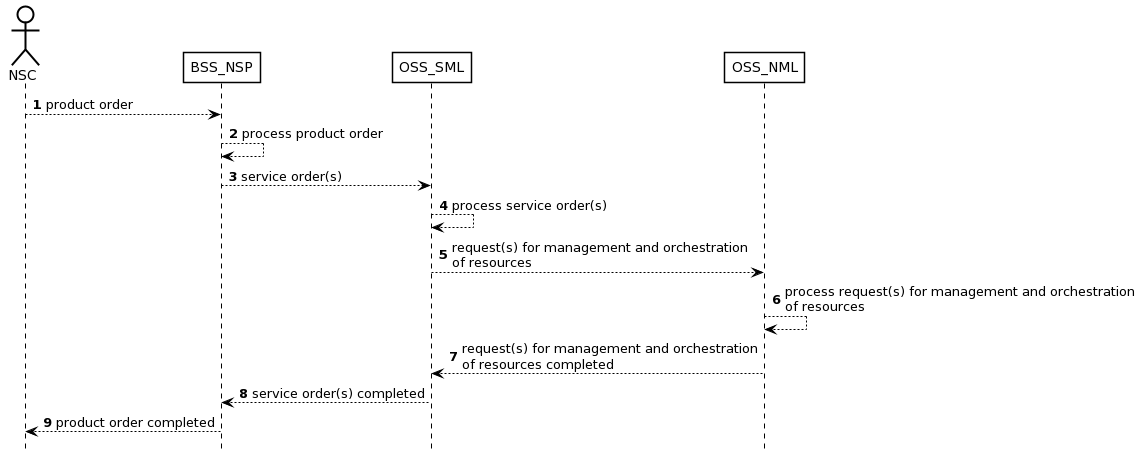 NSC
BSS_NSP
OSS_SML
OSS_NML
1 product order
2 process product order
3 service order(s)
4 process service order(s)
5 request(s) for management and orchestration
of resources
6 process request(s) for management and orchestration
of resources
7 request(s) for management and orchestration
of resources completed
8 service order(s) completed
9 product order completed